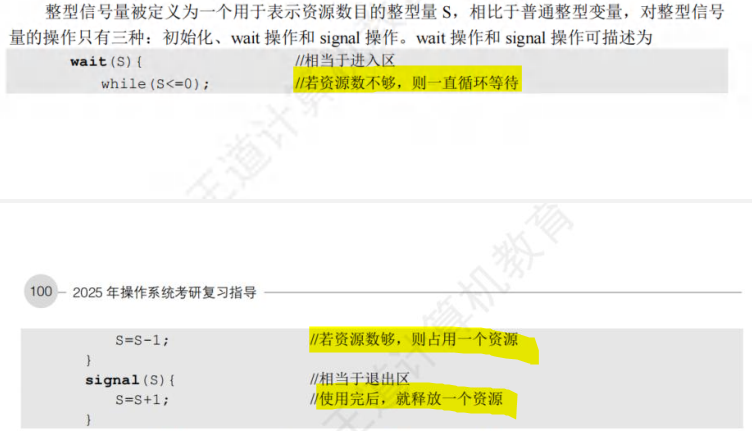 整型信号量被定义为一个用于表示资源数目的整型量 S，相比于普通整型变量，对整型信号
量的操作只有三种：初始化、wait 操作和 signal 操作。wait 操作和 signal 操作可描述为
wait(S){ //相当于进入区
while(S<=0); //若资源数不够，则一直循环等待
100 2025 年操作系统考研复习指导
S=S-1; //若资源数够，则占用一个资源
}
signal(S){ //相当于退出区
S=S+1; //使用完后，就释放一个资源
}
王道计算机教育